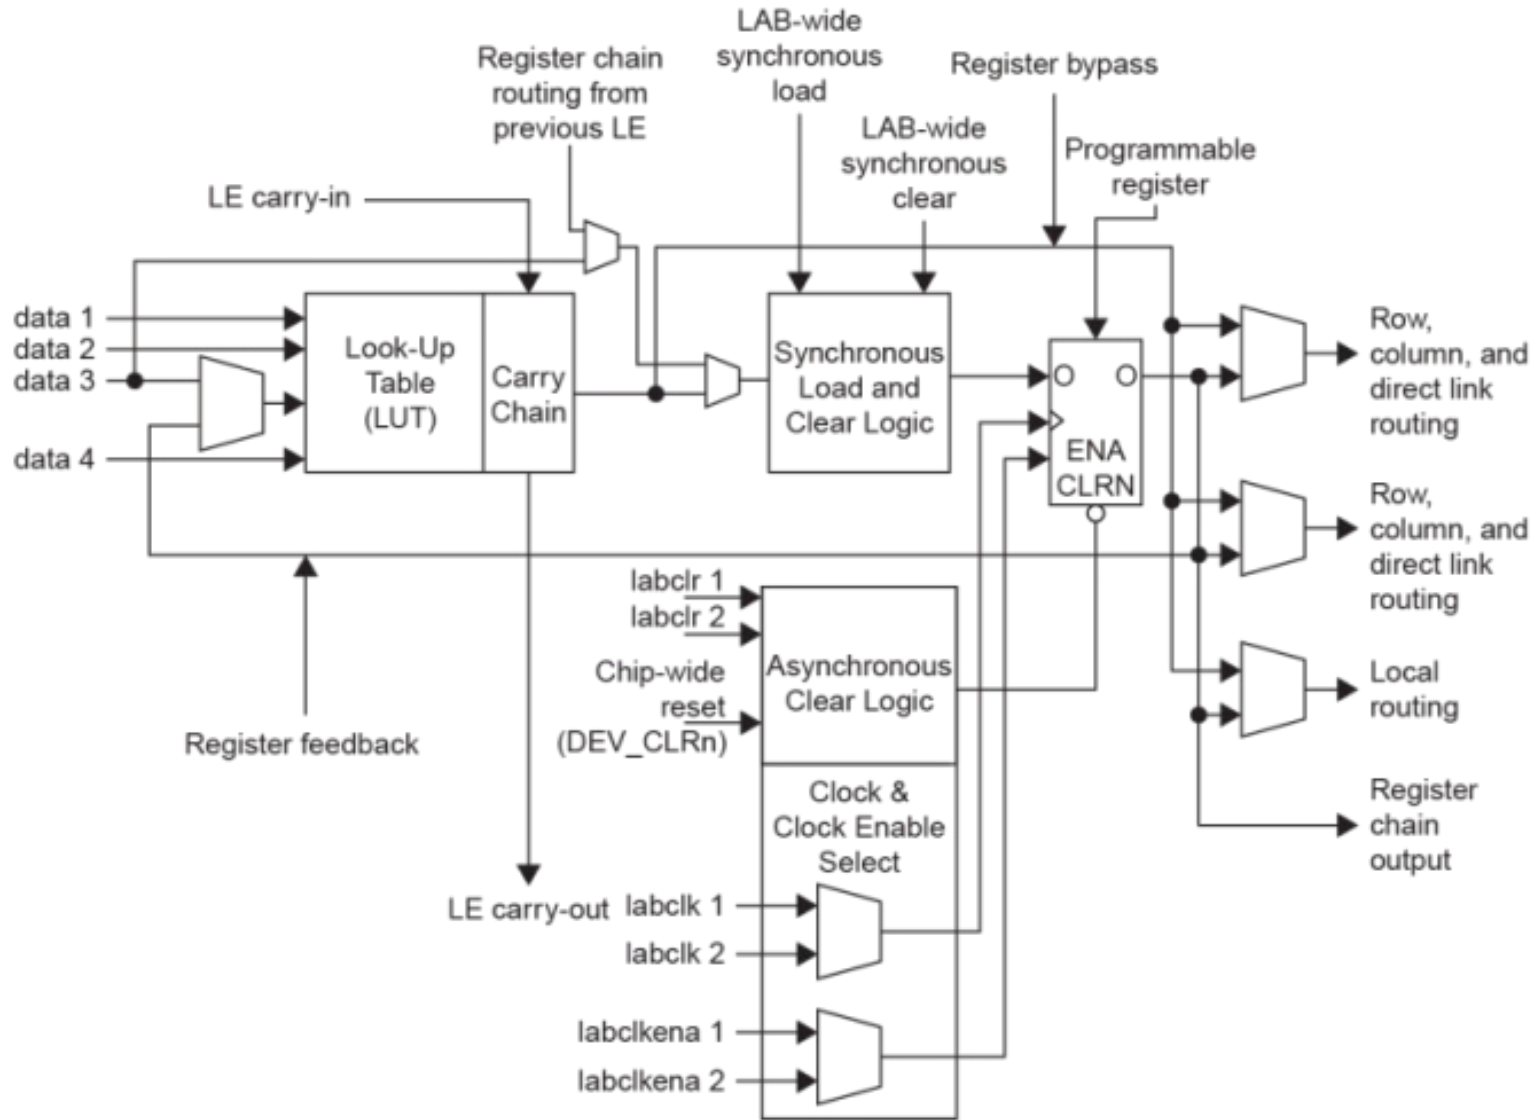 LAB-wide
synchronous
load
Register chain
routing from
previous LE
Register bypass
LAB-wide
synchronous
clear
Programmable
register
LE carry-in
data 1
data 2
data 3
data 4
Look-Up
Table
(LUT)
Carry
Chain
Synchronous
Load and
Clear Logic
O O
ENA
CLRN
Row,
column, and
direct link
routing
Row,
column, and
direct link
routing
Local
routing
Register
chain
output
Register feedback
labclr 1
labclr 2
Chip-wide
reset
(DEV_CLRn)
Asynchronous
Clear Logic
Clock &
Clock Enable
Select
LE carry-out
labclk 1
labclk 2
labclkena 1
labclkena 2